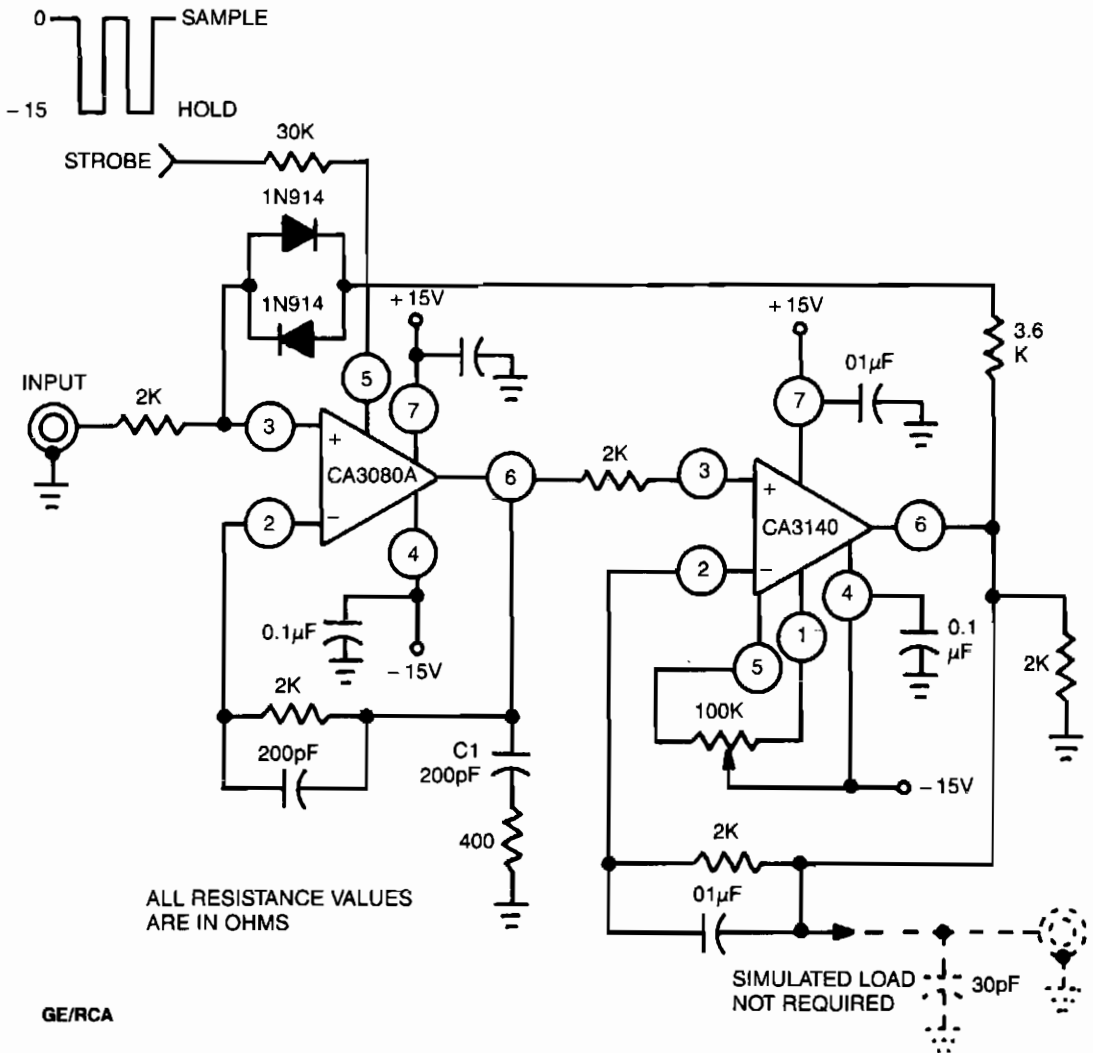 0
SAMPLE
– 15
HOLD
STROBE
30K
1N914
1N914
+ 15V
+ 15V
3.6
K
INPUT
2K
5
7
7
01µF
3
+
CA3080A
–
2
6
2K
3
+
CA3140
–
2
6
4
4
0.1µF
– 15V
5
1
0.1
µF
2K
2K
200pF
C1
200pF
100K
– 15V
400
2K
01µF
ALL RESISTANCE VALUES
ARE IN OHMS
SIMULATED LOAD
NOT REQUIRED
30pF
GE/RCA